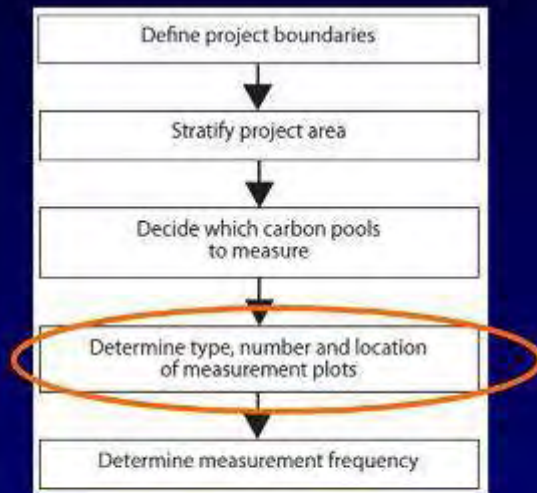 Define project boundaries
Stratify project area
Decide which carbon pools
to measure
Determine type, number and location
of measurement plots
Determine measurement frequency